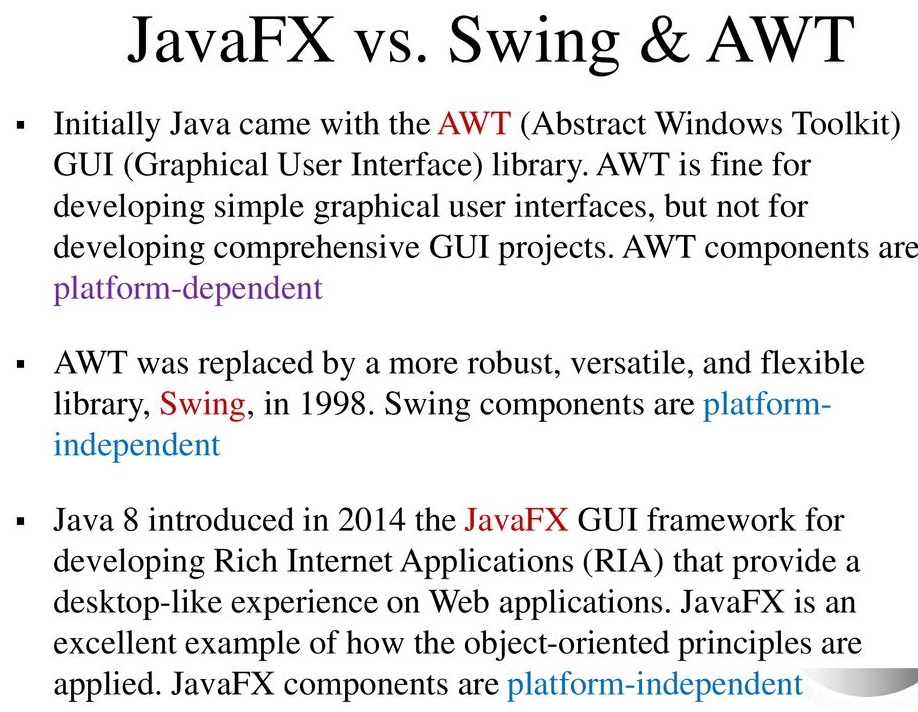 JavaFX vs. Swing & AWT
▪ Initially Java came with the AWT (Abstract Windows Toolkit)
GUI (Graphical User Interface) library. AWT is fine for
developing simple graphical user interfaces, but not for
developing comprehensive GUI projects. AWT components are
platform-dependent
▪ AWT was replaced by a more robust, versatile, and flexible
library, Swing, in 1998. Swing components are platform-
independent
▪ Java 8 introduced in 2014 the JavaFX GUI framework for
developing Rich Internet Applications (RIA) that provide a
desktop-like experience on Web applications. JavaFX is an
excellent example of how the object-oriented principles are
applied. JavaFX components are platform-independent